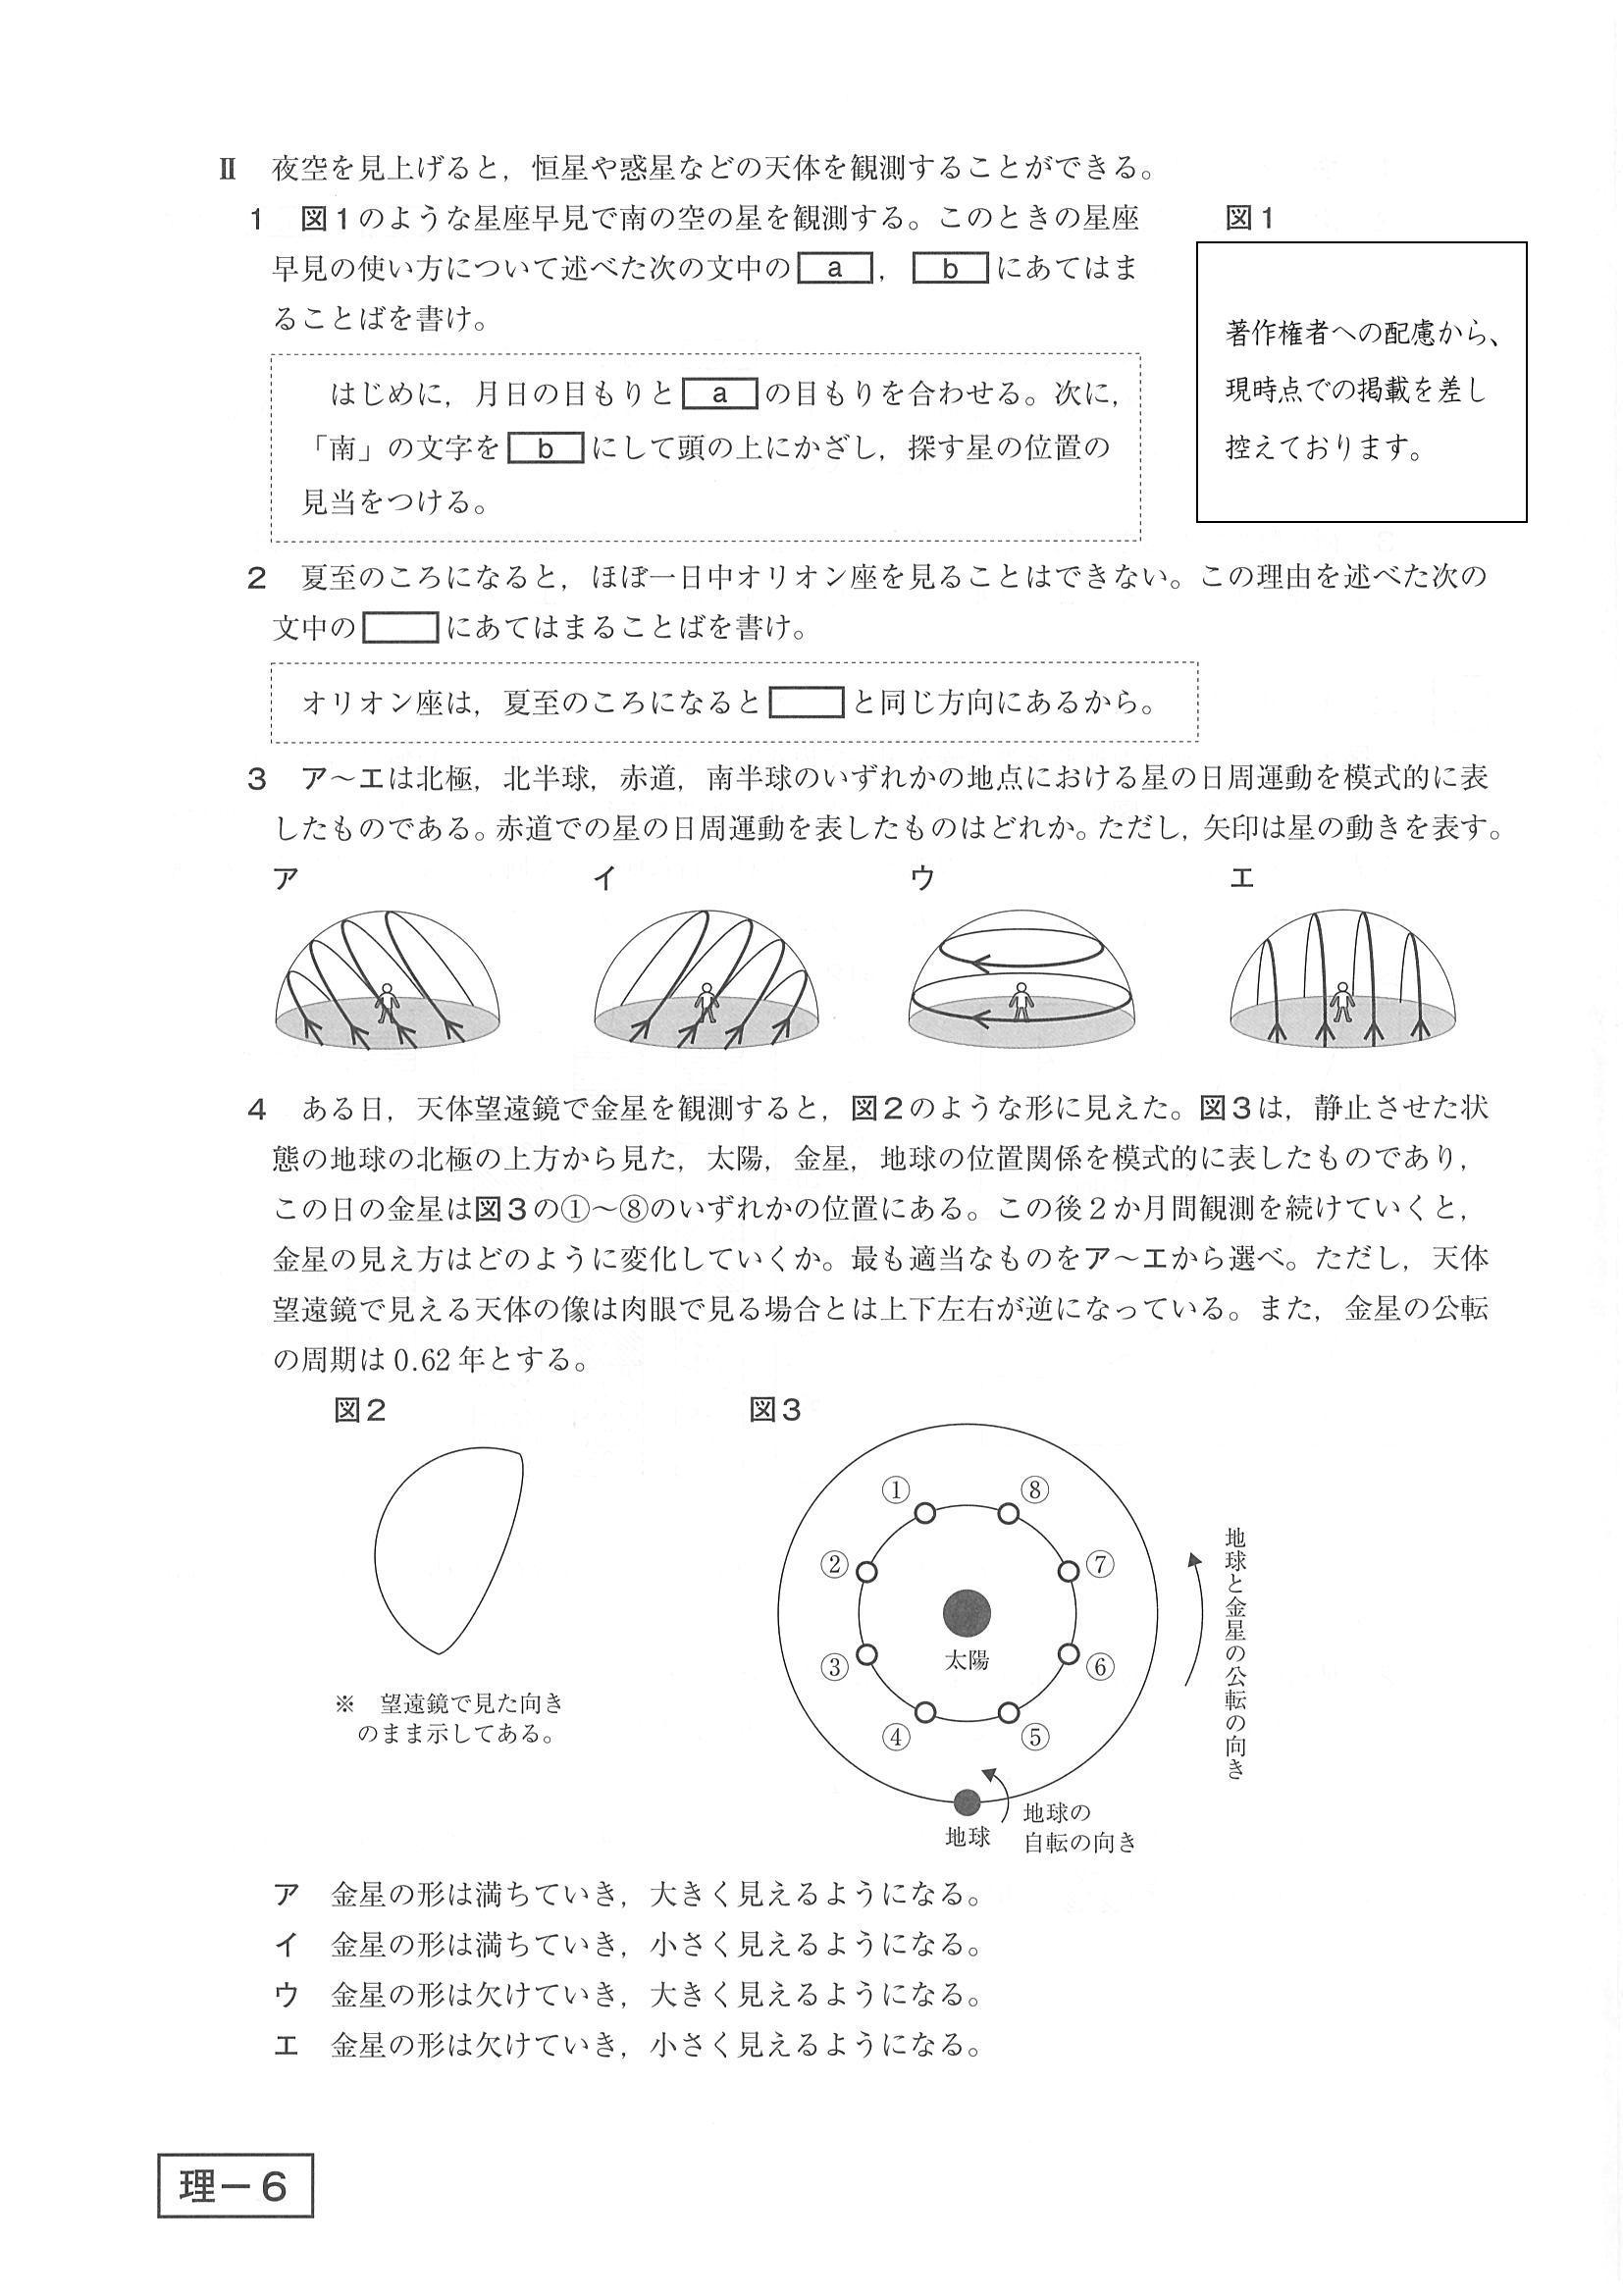 Ⅱ 夜空を見上げると，恒星や惑星などの天体を観測することができる。
1 図1のような星座早見で南の空の星を観測する。このときの星座
早見の使い方について述べた次の文中の a ， b にあてはま
ることばを書け。
図1
著作権者への配慮から、
現時点での掲載を差し
控えております。
はじめに，月日の目もりと a の目もりを合わせる。次に，
「南」の文字を b にして頭の上にかざし，探す星の位置の
見当をつける。
2 夏至のころになると，ほぼ一日中オリオン座を見ることはできない。この理由を述べた次の
文中の にあてはまることばを書け。
オリオン座は，夏至のころになると と同じ方向にあるから。
3 ア～エは北極，北半球，赤道，南半球のいずれかの地点における星の日周運動を模式的に表
したものである。赤道での星の日周運動を表したものはどれか。ただし，矢印は星の動きを表す。
ア イ ウ エ
4 ある日，天体望遠鏡で金星を観測すると，図2のような形に見えた。図3は，静止させた状
態の地球の北極の上方から見た，太陽，金星，地球の位置関係を模式的に表したものであり，
この日の金星は図3の①～⑧のいずれかの位置にある。この後2か月間観測を続けていくと，
金星の見え方はどのように変化していくか。最も適当なものをア～エから選べ。ただし，天体
望遠鏡で見える天体の像は肉眼で見る場合とは上下左右が逆になっている。また，金星の公転
の周期は0.62年とする。
図2
※ 望遠鏡で見た向き
のまま示してある。
図3
①
⑧
②
⑦
太陽
③
⑥
④
⑤
地球
地球の
自転の向き
地球と金星の公転の向き
ア 金星の形は満ちていき，大きく見えるようになる。
イ 金星の形は満ちていき，小さく見えるようになる。
ウ 金星の形は欠けていき，大きく見えるようになる。
エ 金星の形は欠けていき，小さく見えるようになる。
理－6